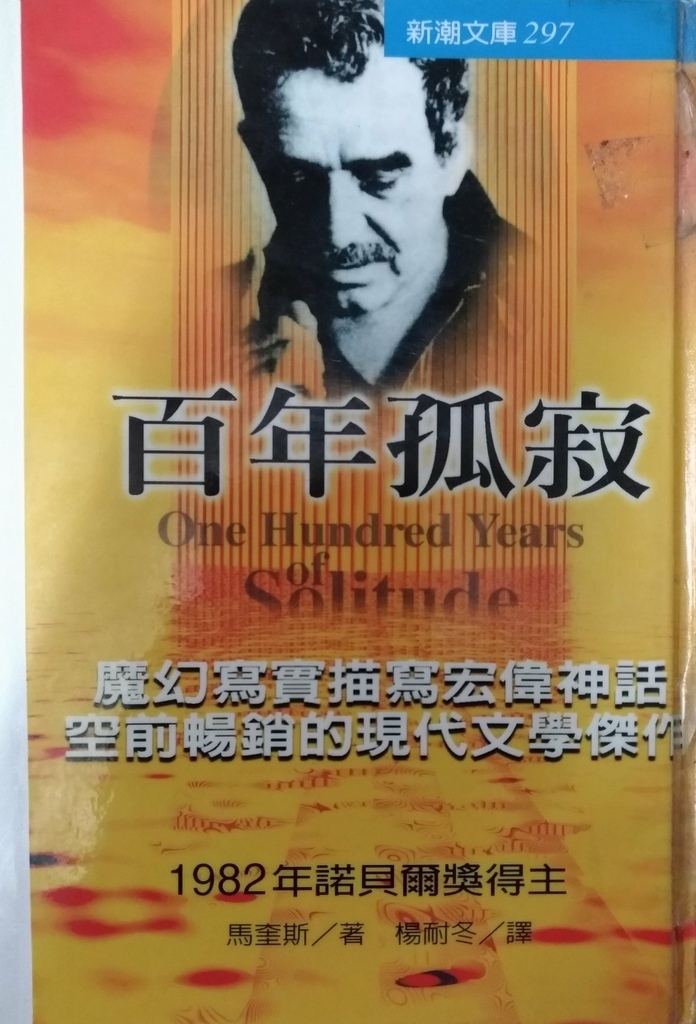 新潮文庫 297
百年孤寂
One Hundred Years
of
Solitude
魔幻寫實描寫宏偉神話
空前暢銷的現代文學傑作
1982年諾貝爾獎得主
馬奎斯／著 楊耐冬／譯